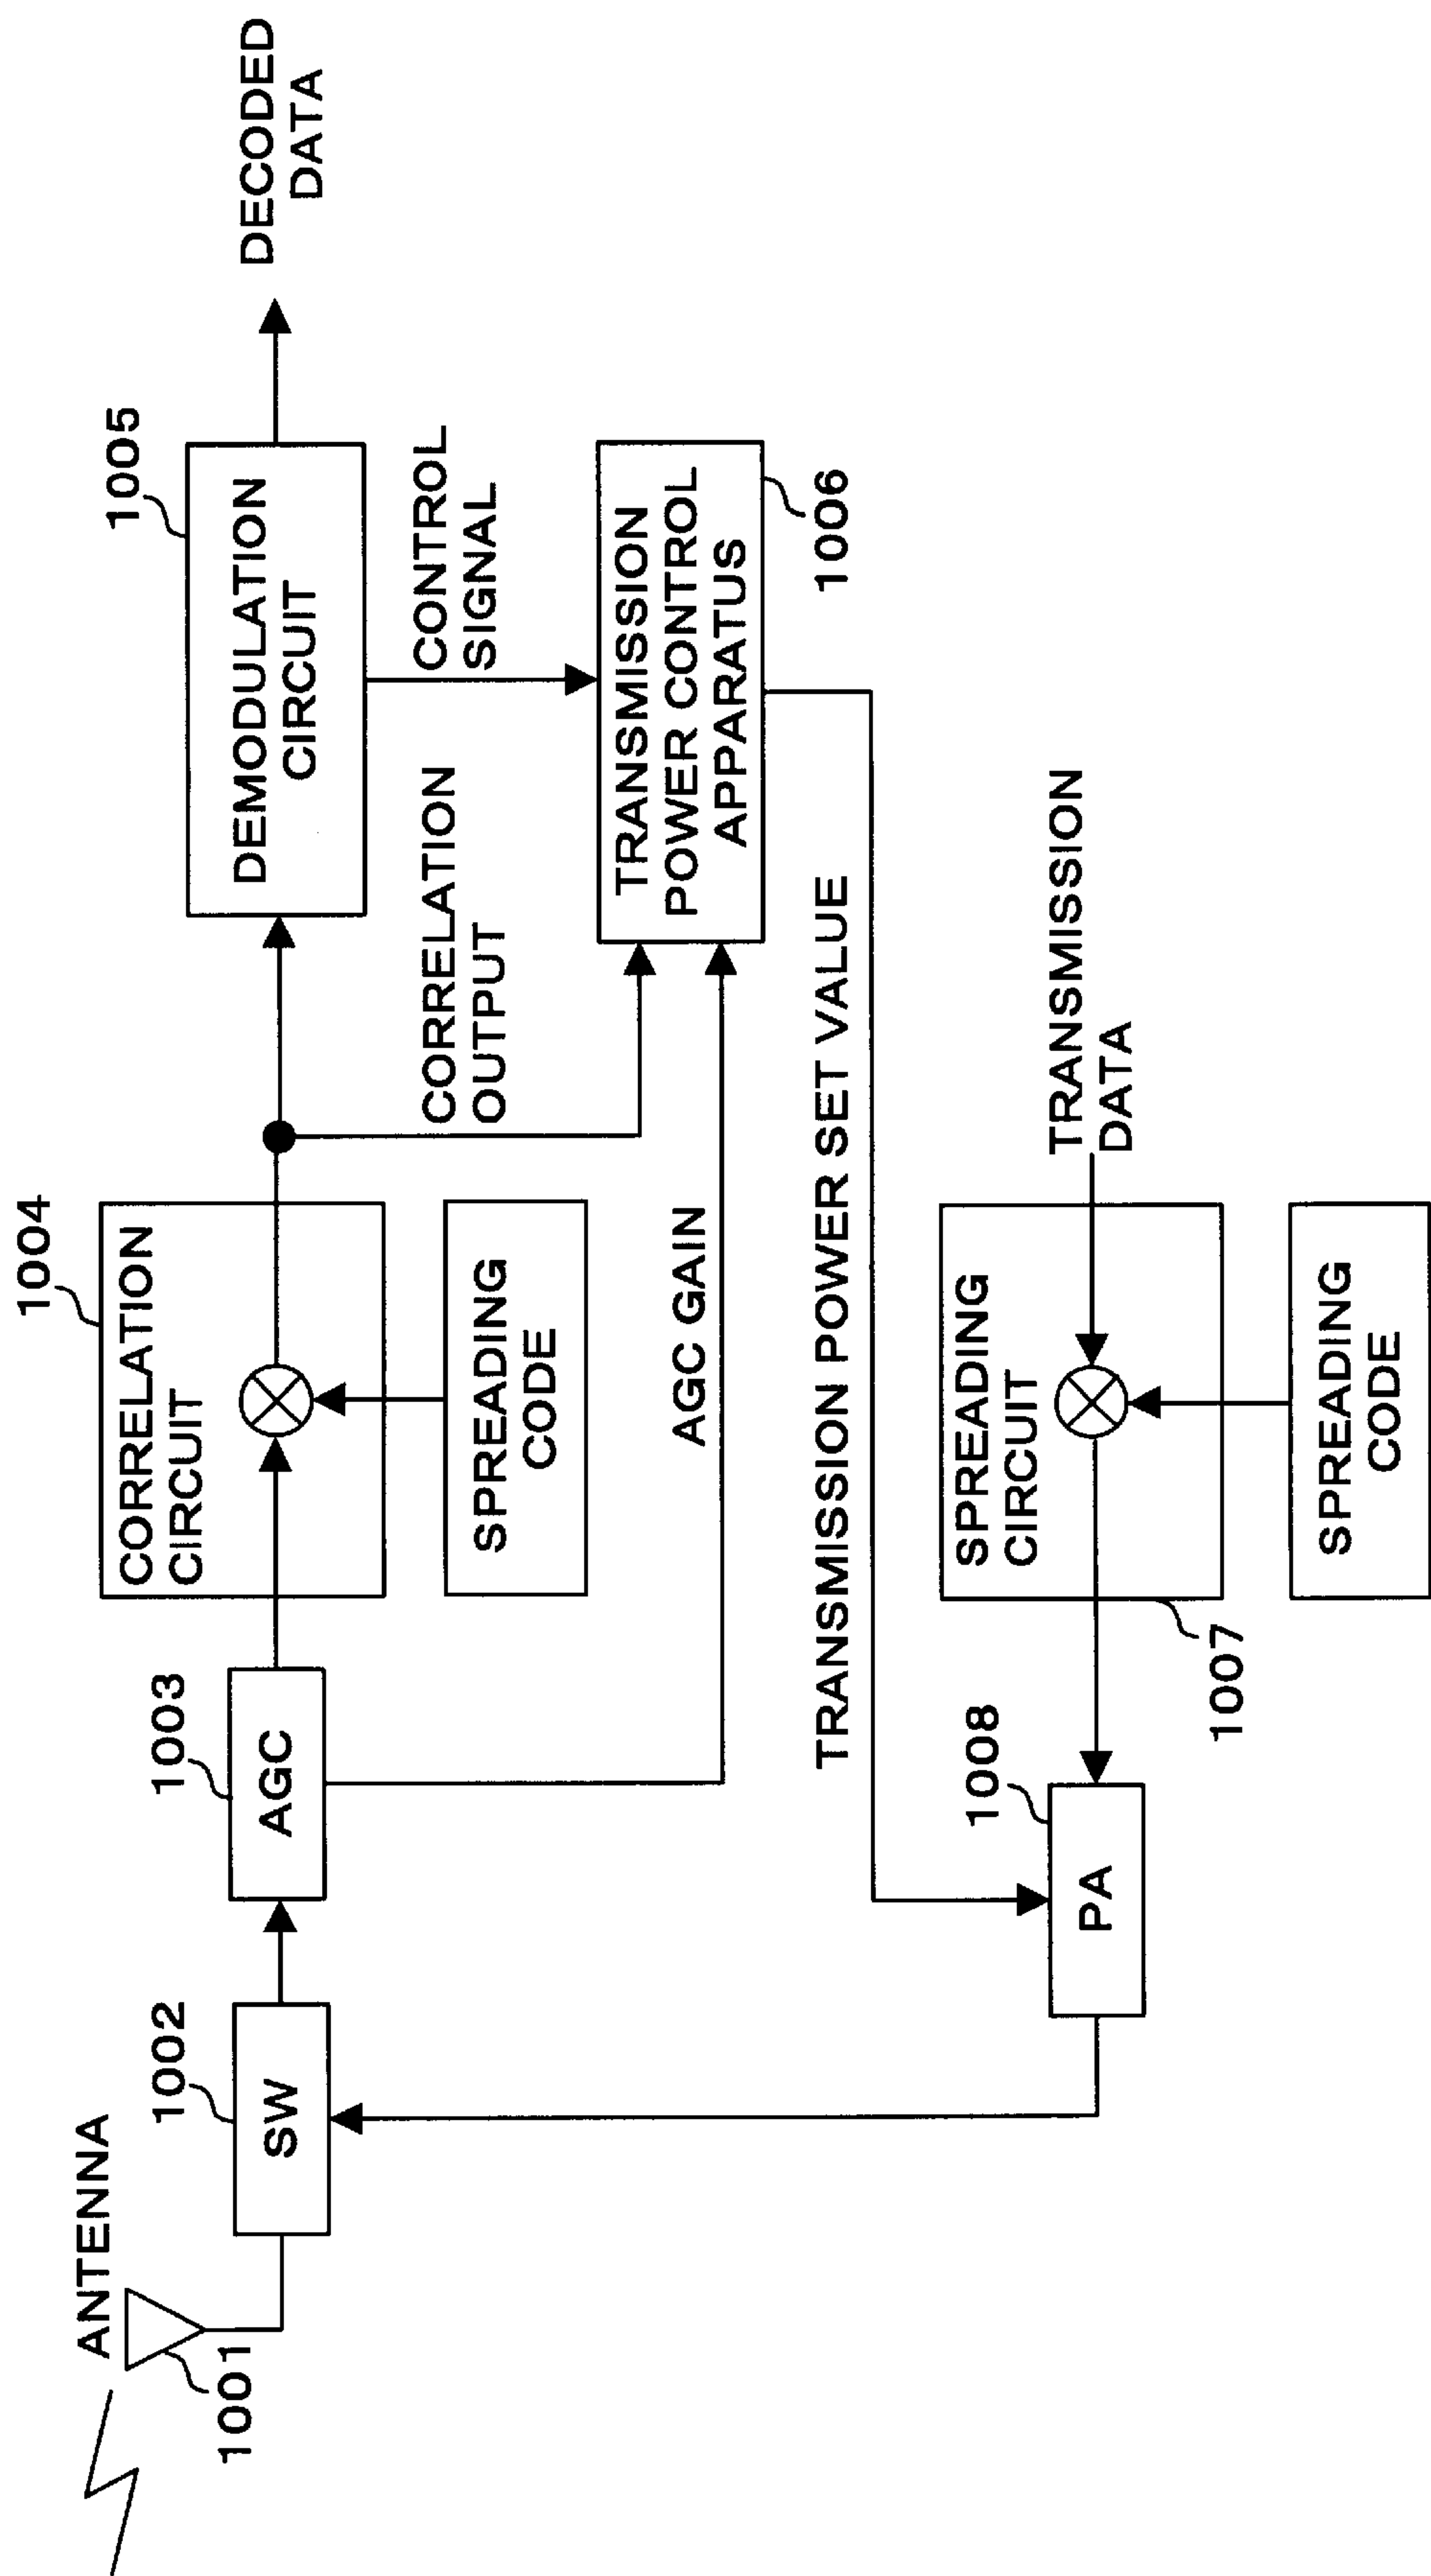 ANTENNA
1001
1002
SW
1003
AGC
1004
CORRELATION
CIRCUIT
SPREADING
CODE
1005
DEMODULATION
CIRCUIT
DECODED
DATA
CORRELATION
OUTPUT
CONTROL
SIGNAL
AGC GAIN
TRANSMISSION
POWER CONTROL
APPARATUS
1006
TRANSMISSION POWER SET VALUE
1008
PA
SPREADING
CIRCUIT
1007
TRANSMISSION
DATA
SPREADING
CODE